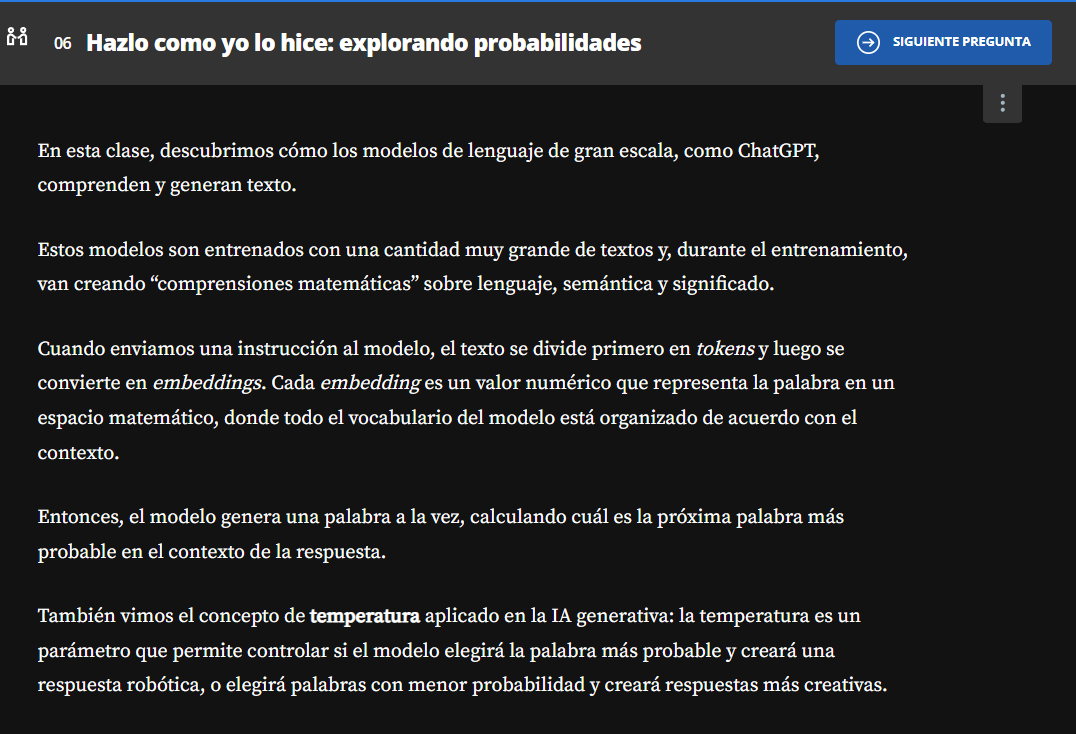 06 Hazlo como yo lo hice: explorando probabilidades
SIGUIENTE PREGUNTA
En esta clase, descubrimos cómo los modelos de lenguaje de gran escala, como ChatGPT,
comprenden y generan texto.
Estos modelos son entrenados con una cantidad muy grande de textos y, durante el entrenamiento,
van creando “comprensiones matemáticas” sobre lenguaje, semántica y significado.
Cuando enviamos una instrucción al modelo, el texto se divide primero en tokens y luego se
convierte en embeddings. Cada embedding es un valor numérico que representa la palabra en un
espacio matemático, donde todo el vocabulario del modelo está organizado de acuerdo con el
contexto.
Entonces, el modelo genera una palabra a la vez, calculando cuál es la próxima palabra más
probable en el contexto de la respuesta.
También vimos el concepto de temperatura aplicado en la IA generativa: la temperatura es un
parámetro que permite controlar si el modelo elegirá la palabra más probable y creará una
respuesta robótica, o elegirá palabras con menor probabilidad y creará respuestas más creativas.